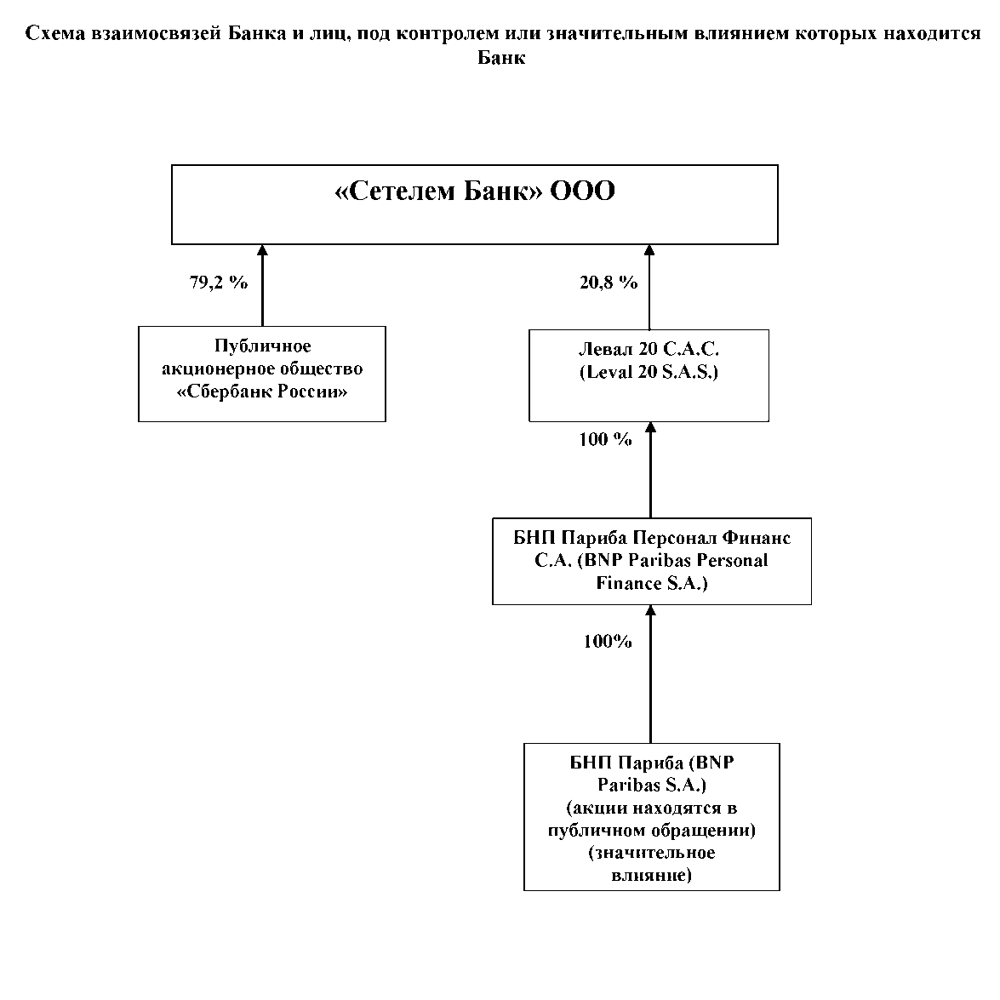 Схема взаимосвязей Банка и лиц, под контролем или значительным влиянием которых находится
Банк
«Сетелем Банк» ООО
79,2 %
20,8 %
Публичное
акционерное общество
«Сбербанк России»
Левал 20 С.А.С.
(Leval 20 S.A.S.)
100 %
БНП Париба Персонал Финанс
С.А. (BNP Paribas Personal
Finance S.A.)
100%
БНП Париба (BNP
Paribas S.A.)
(акции находятся в
публичном обращении)
(значительное
влияние)